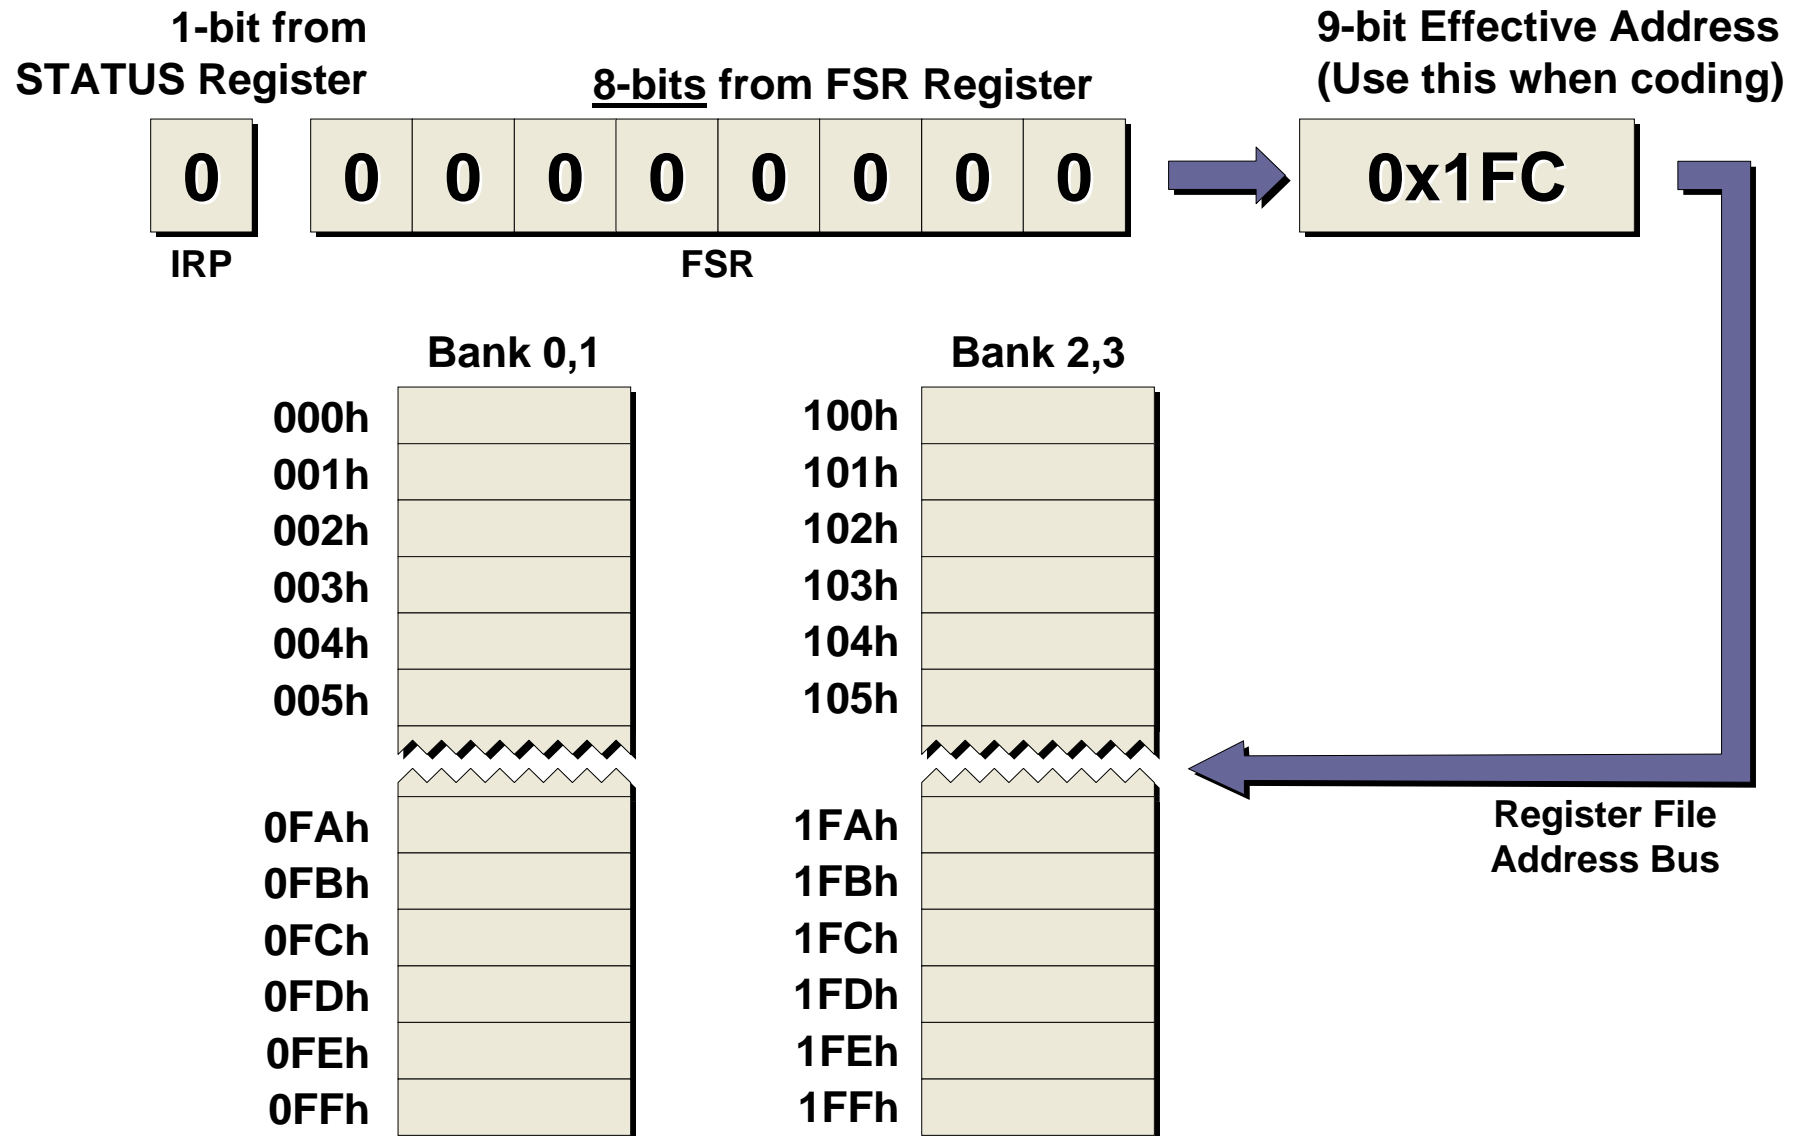 1-bit from
STATUS Register
8-bits from FSR Register
9-bit Effective Address
(Use this when coding)
0 0 0 0 0 0 0 0 0 0x1FC
IRP FSR
Bank 0,1 Bank 2,3
000h 100h
001h 101h
002h 102h
003h 103h
004h 104h
005h 105h
0FAh 1FAh
0FBh 1FBh
0FCh 1FCh
0FDh 1FDh
0FEh 1FEh
0FFh 1FFh
Register File
Address Bus